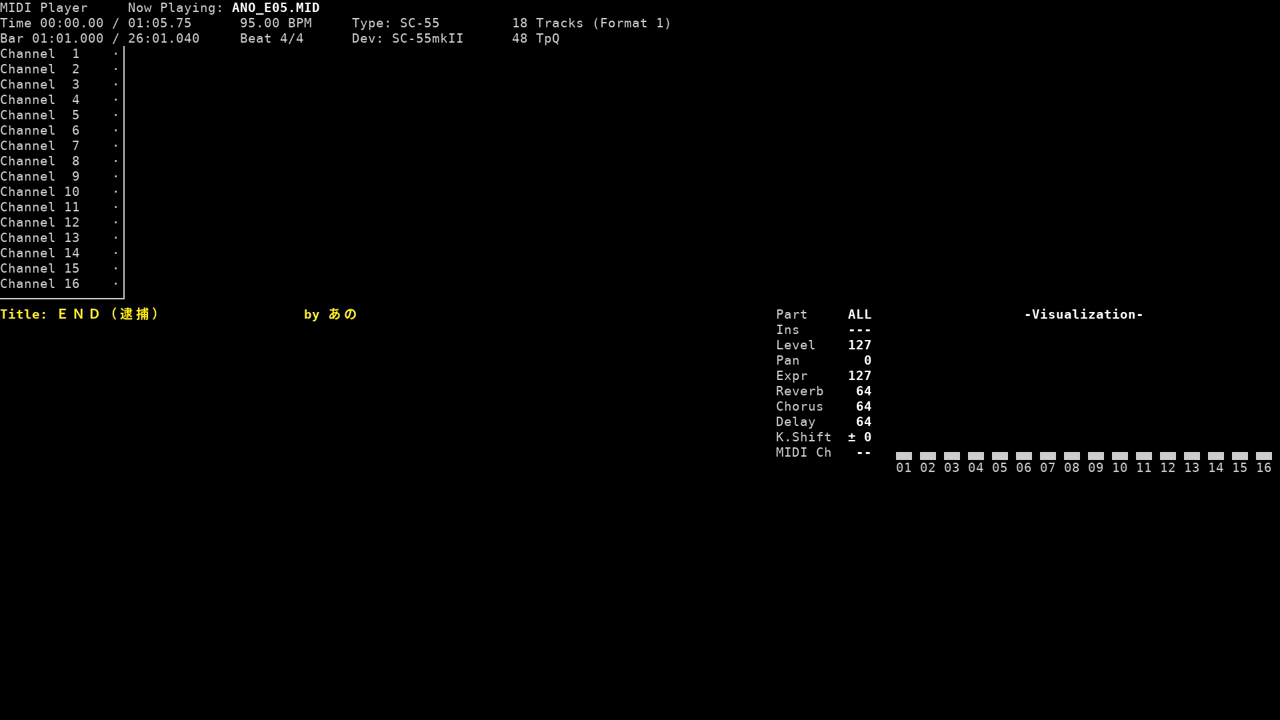 MIDI Player     Now Playing: ANO_E05.MID
Time 00:00.00 / 01:05.75     95.00 BPM     Type: SC-55     18 Tracks (Format 1)
Bar 01:01.000 / 26:01.040     Beat 4/4     Dev: SC-55mkII     48 TpQ
Channel  1    ·
Channel  2    ·
Channel  3    ·
Channel  4    ·
Channel  5    ·
Channel  6    ·
Channel  7    ·
Channel  8    ·
Channel  9    ·
Channel 10    ·
Channel 11    ·
Channel 12    ·
Channel 13    ·
Channel 14    ·
Channel 15    ·
Channel 16    ·
Title: ＥＮＤ（逮捕）     by あの
Part ALL
Ins ---
Level 127
Pan 0
Expr 127
Reverb 64
Chorus 64
Delay 64
K.Shift ± 0
MIDI Ch --
-Visualization-
01 02 03 04 05 06 07 08 09 10 11 12 13 14 15 16